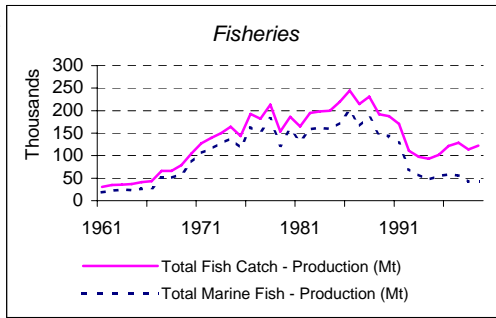 Fisheries
Thousands
300
250
200
150
100
50
0
1961 1971 1981 1991
Total Fish Catch - Production (Mt)
Total Marine Fish - Production (Mt)